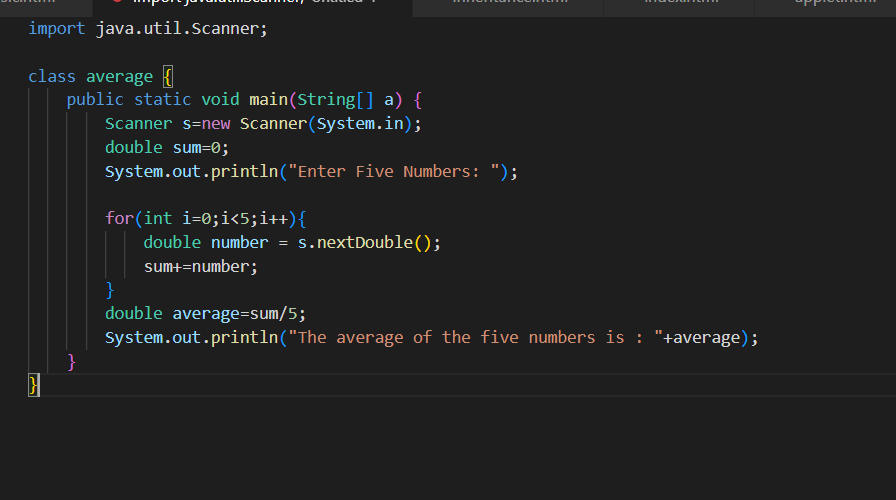 import java.util.Scanner;
class average {
    public static void main(String[] a) {
        Scanner s=new Scanner(System.in);
        double sum=0;
        System.out.println("Enter Five Numbers: ");
        for(int i=0;i<5;i++){
            double number = s.nextDouble();
            sum+=number;
        }
        double average=sum/5;
        System.out.println("The average of the five numbers is : "+average);
    }
}